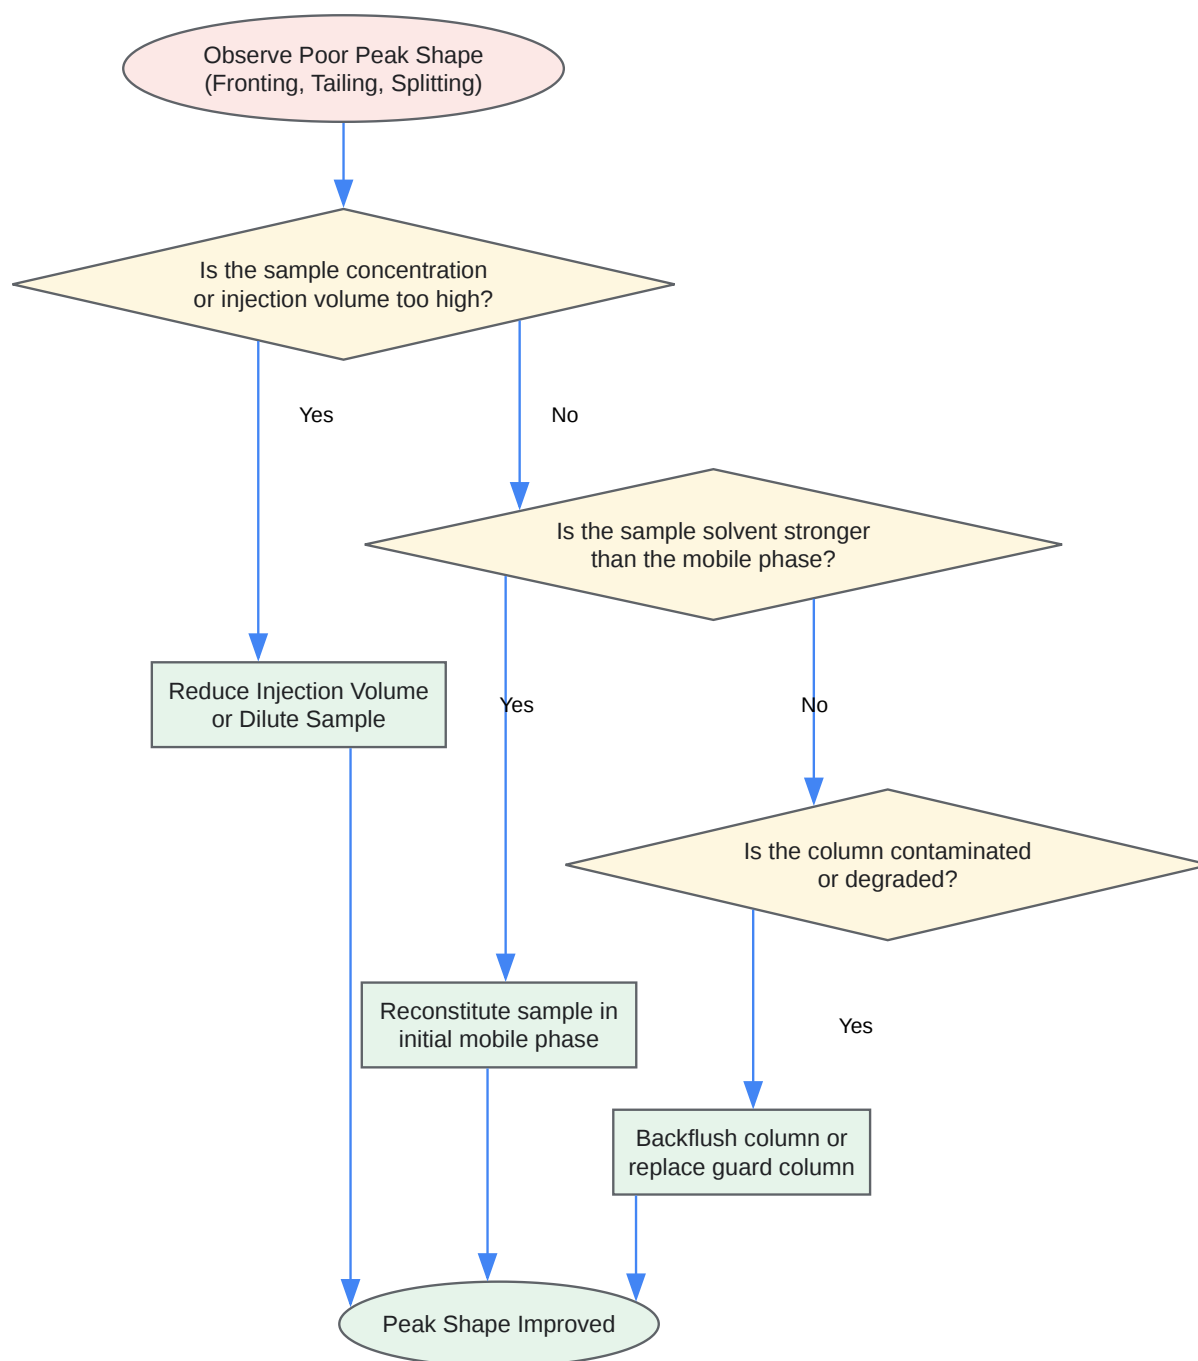 Observe Poor Peak Shape
(Fronting, Tailing, Splitting)
Is the sample concentration
or injection volume too high?
Yes
No
Is the sample solvent stronger
than the mobile phase?
Reduce Injection Volume
or Dilute Sample
Yes
No
Is the column contaminated
or degraded?
Reconstitute sample in
initial mobile phase
Yes
Backflush column or
replace guard column
Peak Shape Improved